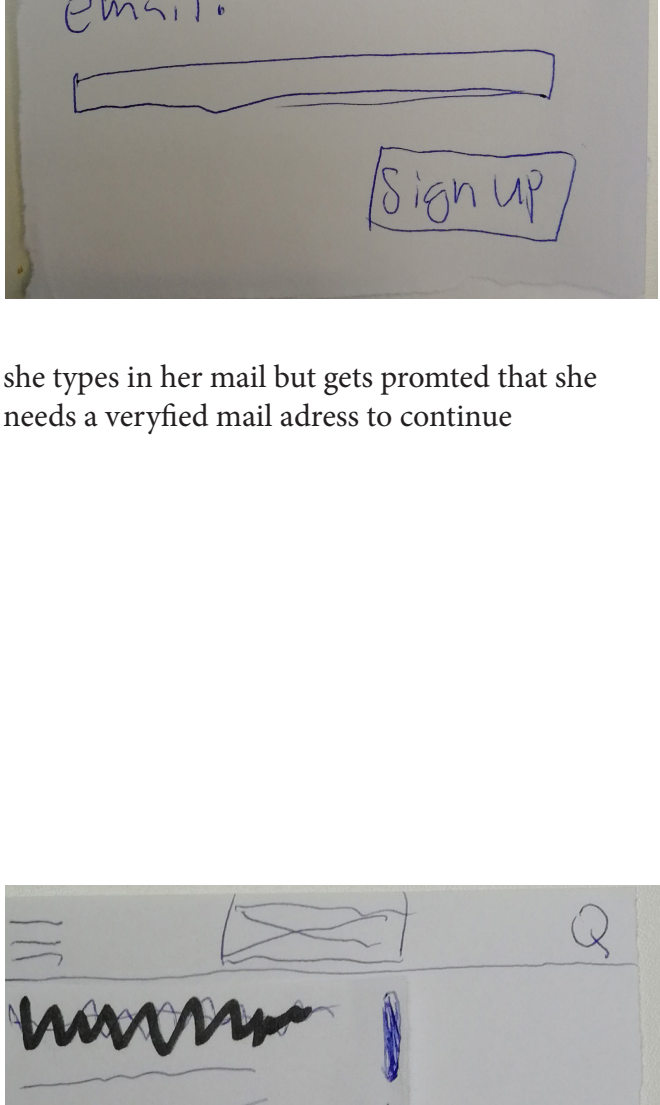 email:
Sign up
she types in her mail but gets promted that she
needs a veryfied mail adress to continue